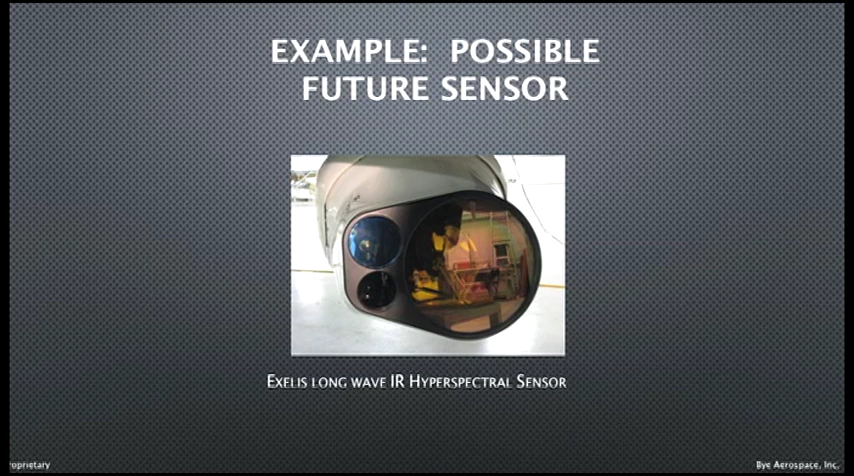 EXAMPLE: POSSIBLE
FUTURE SENSOR
EXELIS LONG WAVE IR HYPERSPECTRAL SENSOR
roprietary
Bye Aerospace, Inc.